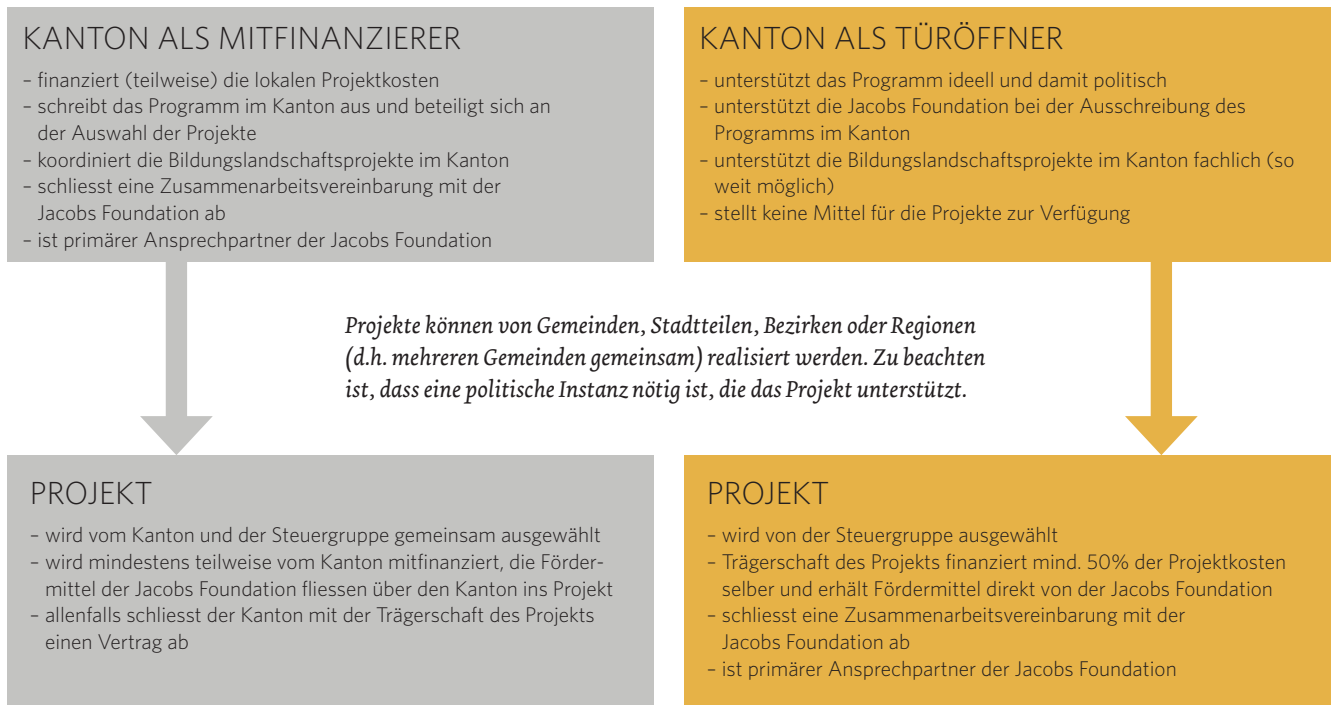 KANTON ALS MITFINANZIERER
– finanziert (teilweise) die lokalen Projektkosten
– schreibt das Programm im Kanton aus und beteiligt sich an
der Auswahl der Projekte
– koordiniert die Bildungslandschaftsprojekte im Kanton
– schliesst eine Zusammenarbeitsvereinbarung mit der
Jacobs Foundation ab
– ist primärer Ansprechpartner der Jacobs Foundation
KANTON ALS TÜRÖFFNER
– unterstützt das Programm ideell und damit politisch
– unterstützt die Jacobs Foundation bei der Ausschreibung des
Programms im Kanton
– unterstützt die Bildungslandschaftsprojekte im Kanton fachlich (so
weit möglich)
– stellt keine Mittel für die Projekte zur Verfügung
Projekte können von Gemeinden, Stadtteilen, Bezirken oder Regionen
(d.h. mehreren Gemeinden gemeinsam) realisiert werden. Zu beachten
ist, dass eine politische Instanz nötig ist, die das Projekt unterstützt.
PROJEKT
– wird vom Kanton und der Steuergruppe gemeinsam ausgewählt
– wird mindestens teilweise vom Kanton mitfinanziert, die Förder-
mittel der Jacobs Foundation fliessen über den Kanton ins Projekt
– allenfalls schliesst der Kanton mit der Trägerschaft des Projekts
einen Vertrag ab
PROJEKT
– wird von der Steuergruppe ausgewählt
– Trägerschaft des Projekts finanziert mind. 50% der Projektkosten
selber und erhält Fördermittel direkt von der Jacobs Foundation
– schliesst eine Zusammenarbeitsvereinbarung mit der
Jacobs Foundation ab
– ist primärer Ansprechpartner der Jacobs Foundation